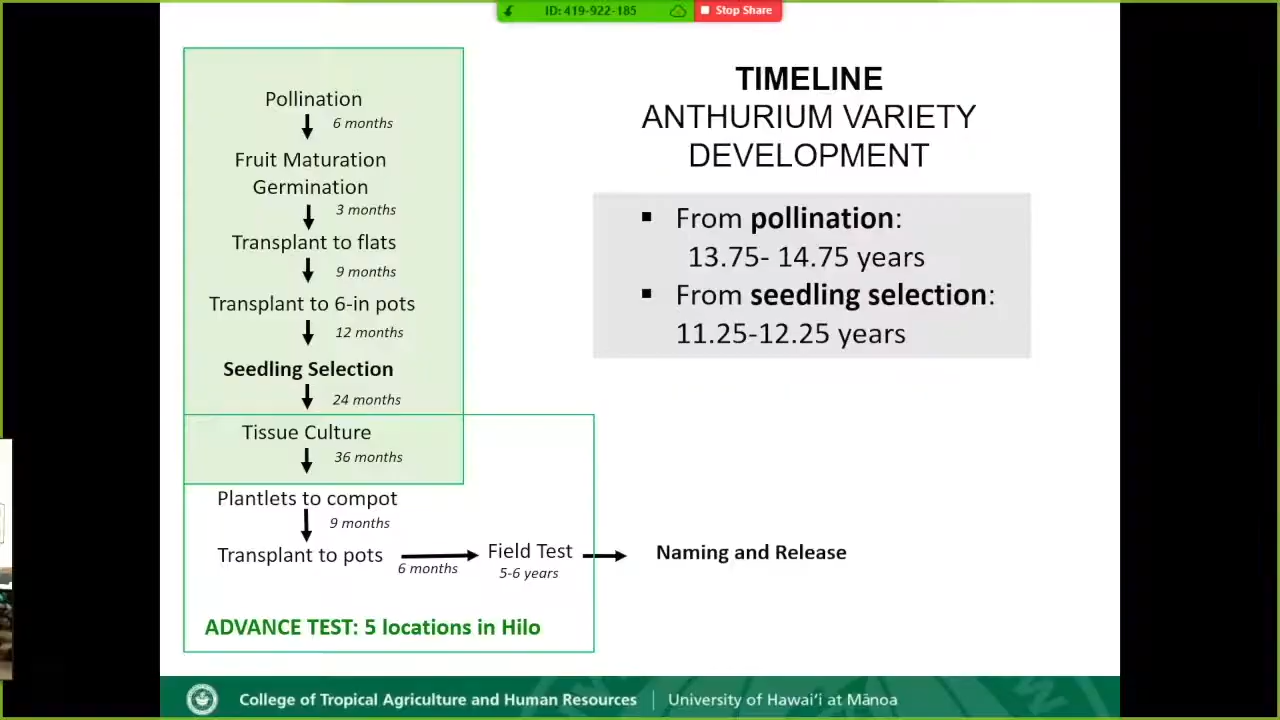 ID: 419-922-185
Stop Share
Pollination
6 months
Fruit Maturation
Germination
3 months
Transplant to flats
9 months
Transplant to 6-in pots
12 months
Seedling Selection
24 months
Tissue Culture
36 months
Plantlets to compot
9 months
Transplant to pots
6 months
Field Test
5-6 years
Naming and Release
ADVANCE TEST: 5 locations in Hilo
TIMELINE
ANTHURIUM VARIETY
DEVELOPMENT
▪ From pollination:
13.75- 14.75 years
▪ From seedling selection:
11.25-12.25 years
College of Tropical Agriculture and Human Resources | University of Hawaiʻi at Mānoa